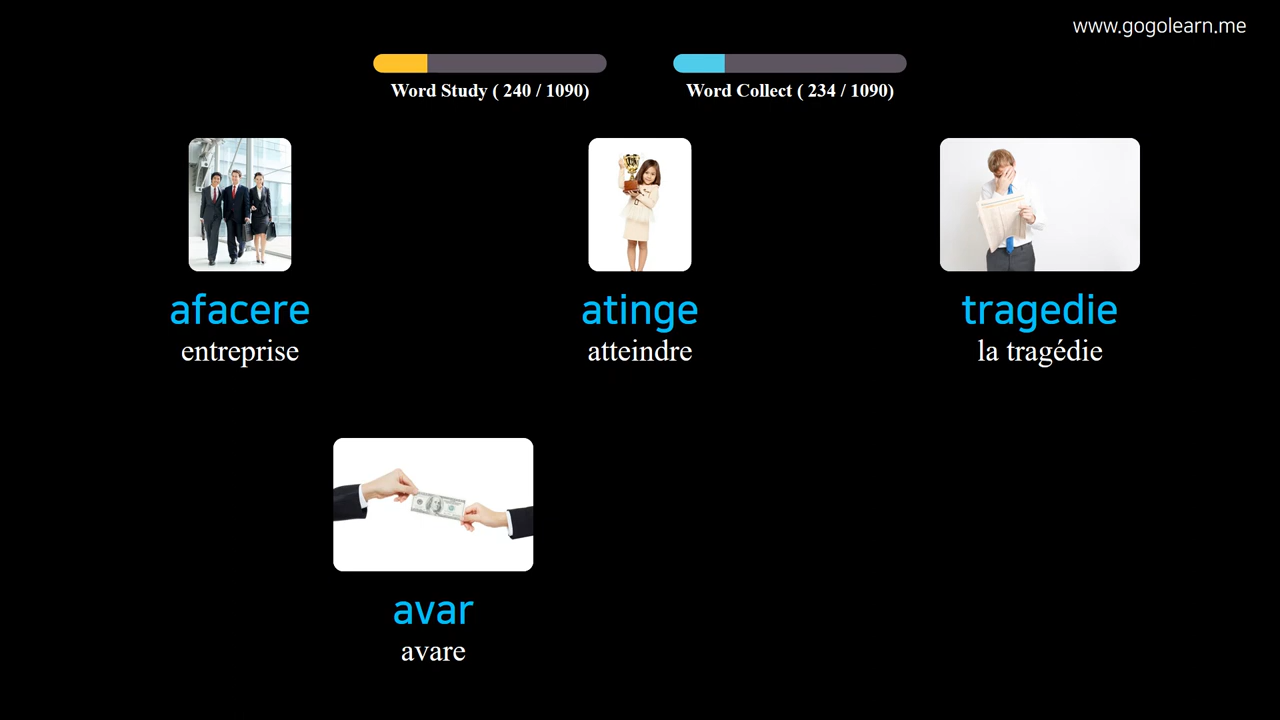 www.gogolearn.me
Word Study ( 240 / 1090)
Word Collect ( 234 / 1090)
afacere
entreprise
atinge
atteindre
tragedie
la tragédie
avar
avare